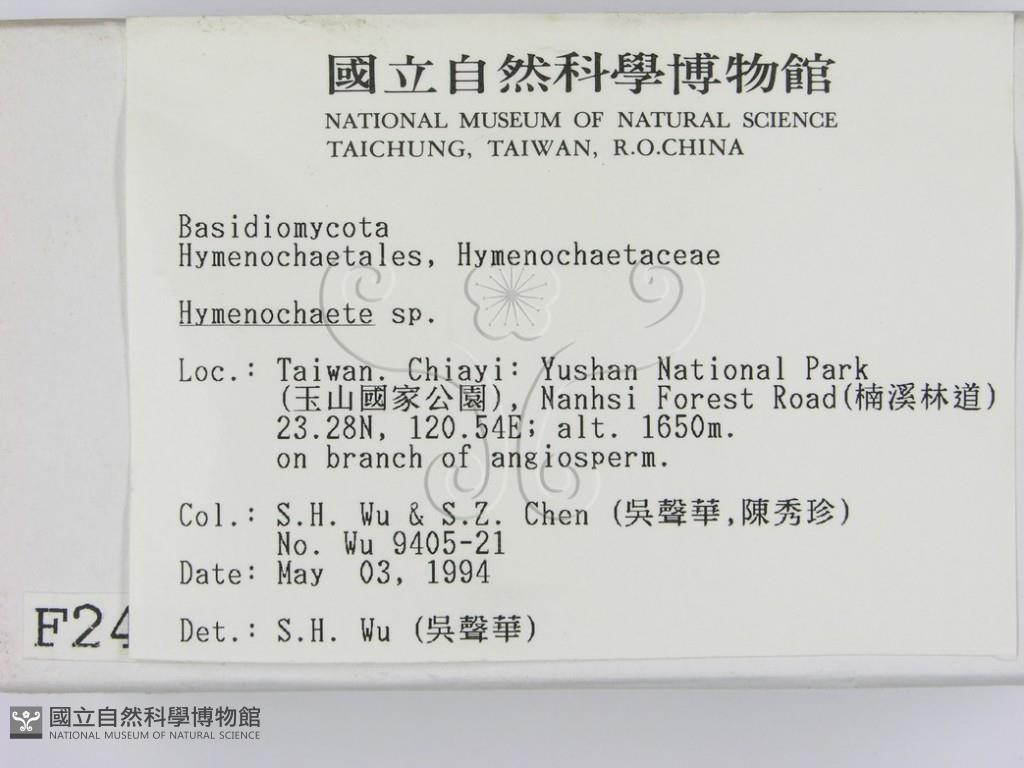 國立自然科學博物館
NATIONAL MUSEUM OF NATURAL SCIENCE
TAICHUNG, TAIWAN, R.O.CHINA
Basidiomycota
Hymenochaetales, Hymenochaetaceae
Hymenochaete sp.
Loc.: Taiwan. Chiayi: Yushan National Park
(玉山國家公園), Nanhsi Forest Road(楠溪林道)
23.28N, 120.54E; alt. 1650m.
on branch of angiosperm.
Col.: S.H. Wu & S.Z. Chen (吳聲華,陳秀珍)
No. Wu 9405-21
Date: May 03, 1994
Det.: S.H. Wu (吳聲華)
F24
國立自然科學博物館
NATIONAL MUSEUM OF NATURAL SCIENCE